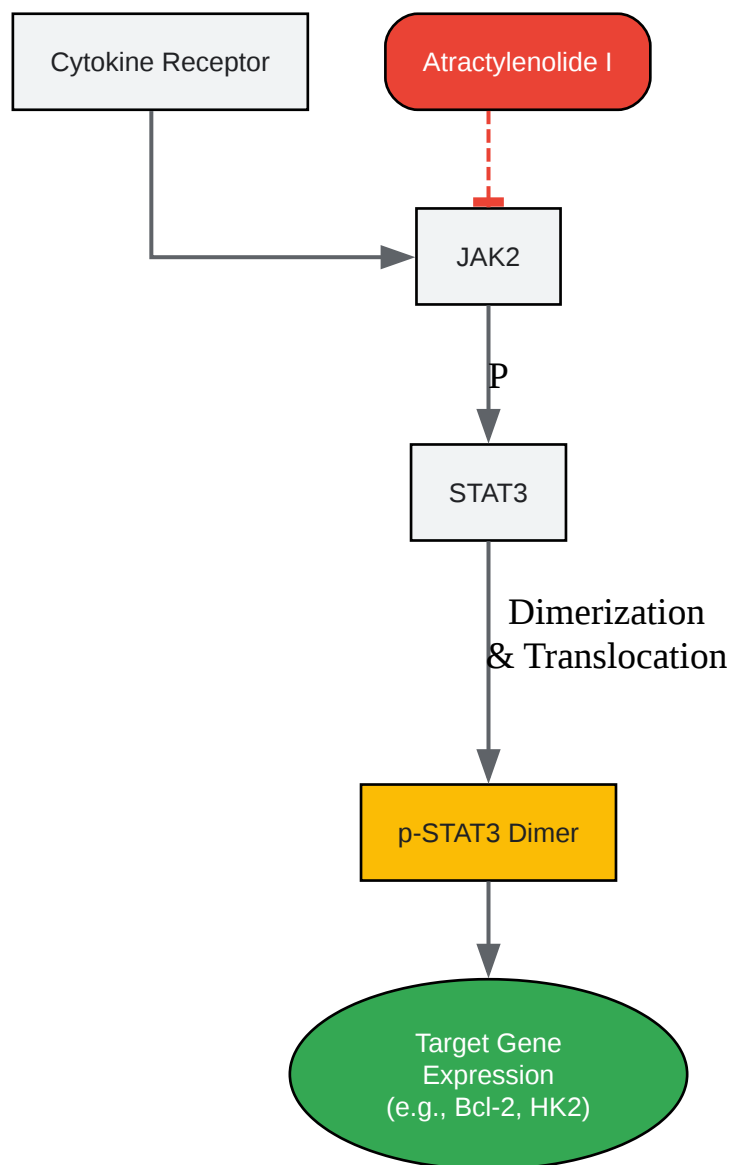 Cytokine Receptor
Atractylenolide I
JAK2
P
STAT3
Dimerization
& Translocation
p-STAT3 Dimer
Target Gene
Expression
(e.g., Bcl-2, HK2)